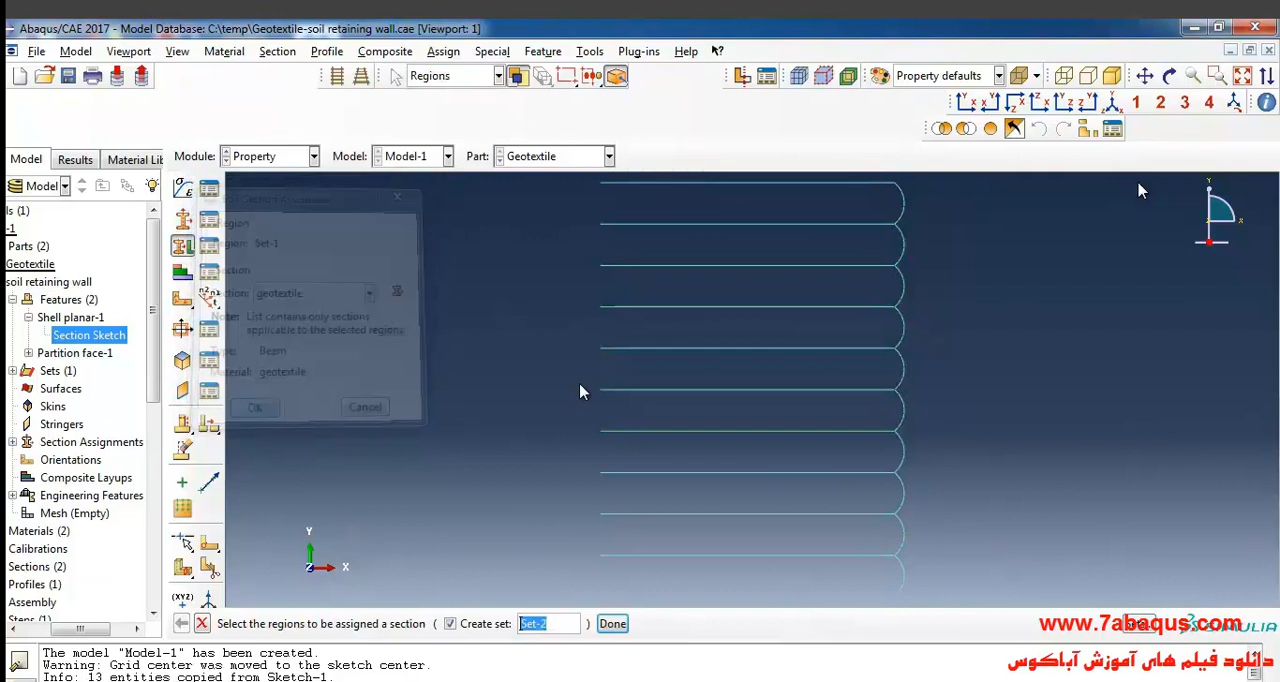 Abaqus/CAE 2017 - Model Database: C:\temp\Geotextile-soil retaining wall.cae [Viewport: 1]
File Model Viewport View Material Section Profile Composite Assign Special Feature Tools Plug-ins Help
Regions
Property defaults
1 2 3 4
Model Results Material Lib
Module: Property Model: Model-1 Part: Geotextile
Model
ls (1)
-1
Parts (2)
Geotextile
soil retaining wall
Features (2)
Shell planar-1
Section Sketch
Partition face-1
Sets (1)
Surfaces
Skins
Stringers
Section Assignments
Orientations
Composite Layups
Engineering Features
Mesh (Empty)
Materials (2)
Calibrations
Sections (2)
Profiles (1)
Assembly
Steps (1)
Region: Set-1
geotextile
Note: List contains only sections
applicable to the selected regions
Type: Beam
Material: geotextile
OK Cancel
Y
X
Y
X
Z
Select the regions to be assigned a se ( Create set: Set-2 ) Done
www.7abaqus.com
SIMULIA
دانلود فیلم های آموزش آباکوس
The model "Model-1" has been created.
Warning: Grid center was moved to the sketch center.
Info: 13 entities copied from Sketch-1.